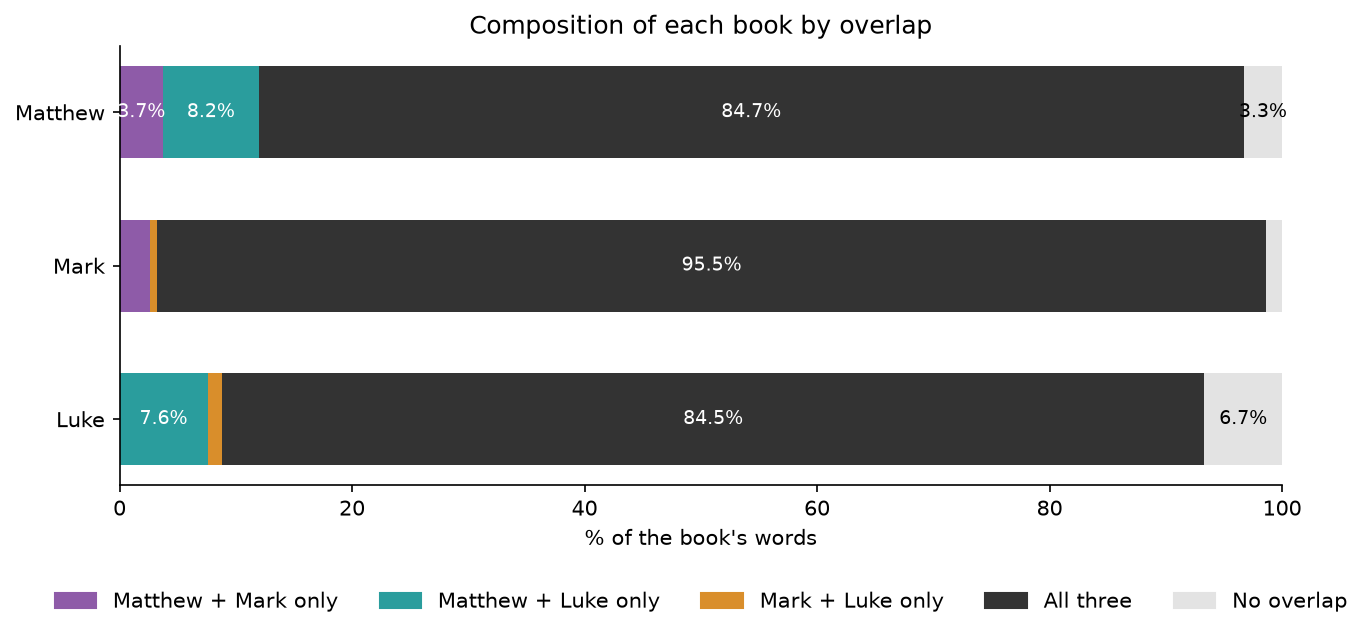 Composition of each book by overlap
Matthew 3.7% 8.2% 84.7% 3.3%
Mark 95.5%
Luke 7.6% 84.5% 6.7%
0 20 40 60 80 100
% of the book's words
Matthew + Mark only Matthew + Luke only Mark + Luke only All three No overlap